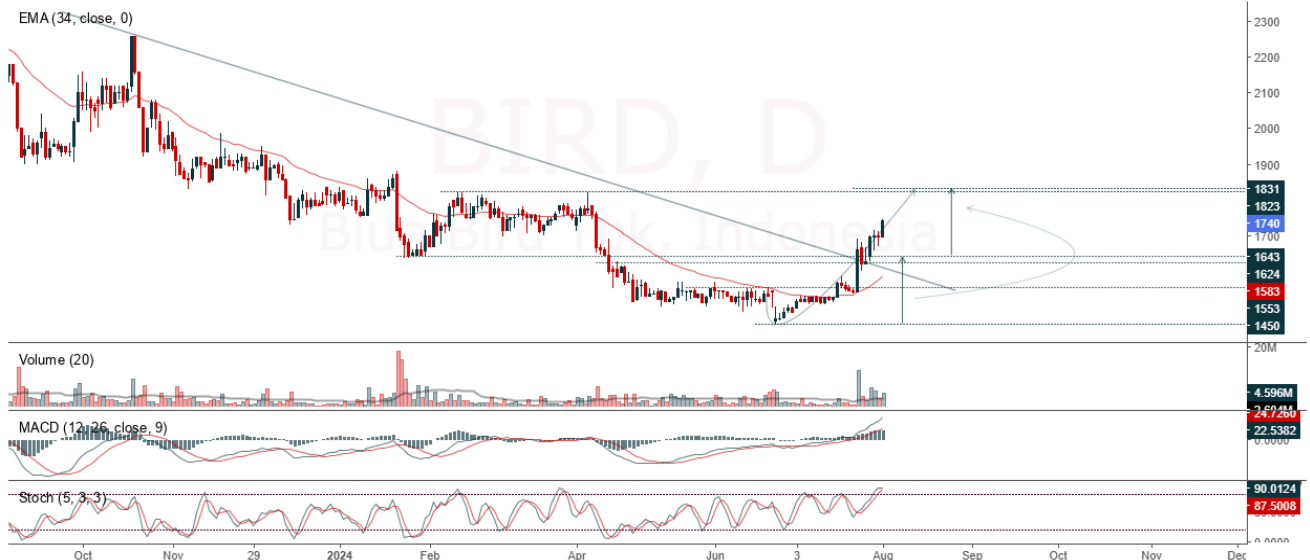 EMA (34, close, 0)
BIRD, D
Blue Bird Tbk, Indonesia
2300
2200
2100
2000
1900
1831
1823
1740
1700
1643
1624
1583
1553
1450
Volume (20)
20M
4.596M
MACD (12, 26, close, 9)
24.7260
22.5382
0.0000
Stoch (5, 3, 3)
90.0124
87.5008
0.0000
Oct
Nov
29
2024
Feb
Apr
Jun
3
Aug
Sep
Oct
Nov
Dec